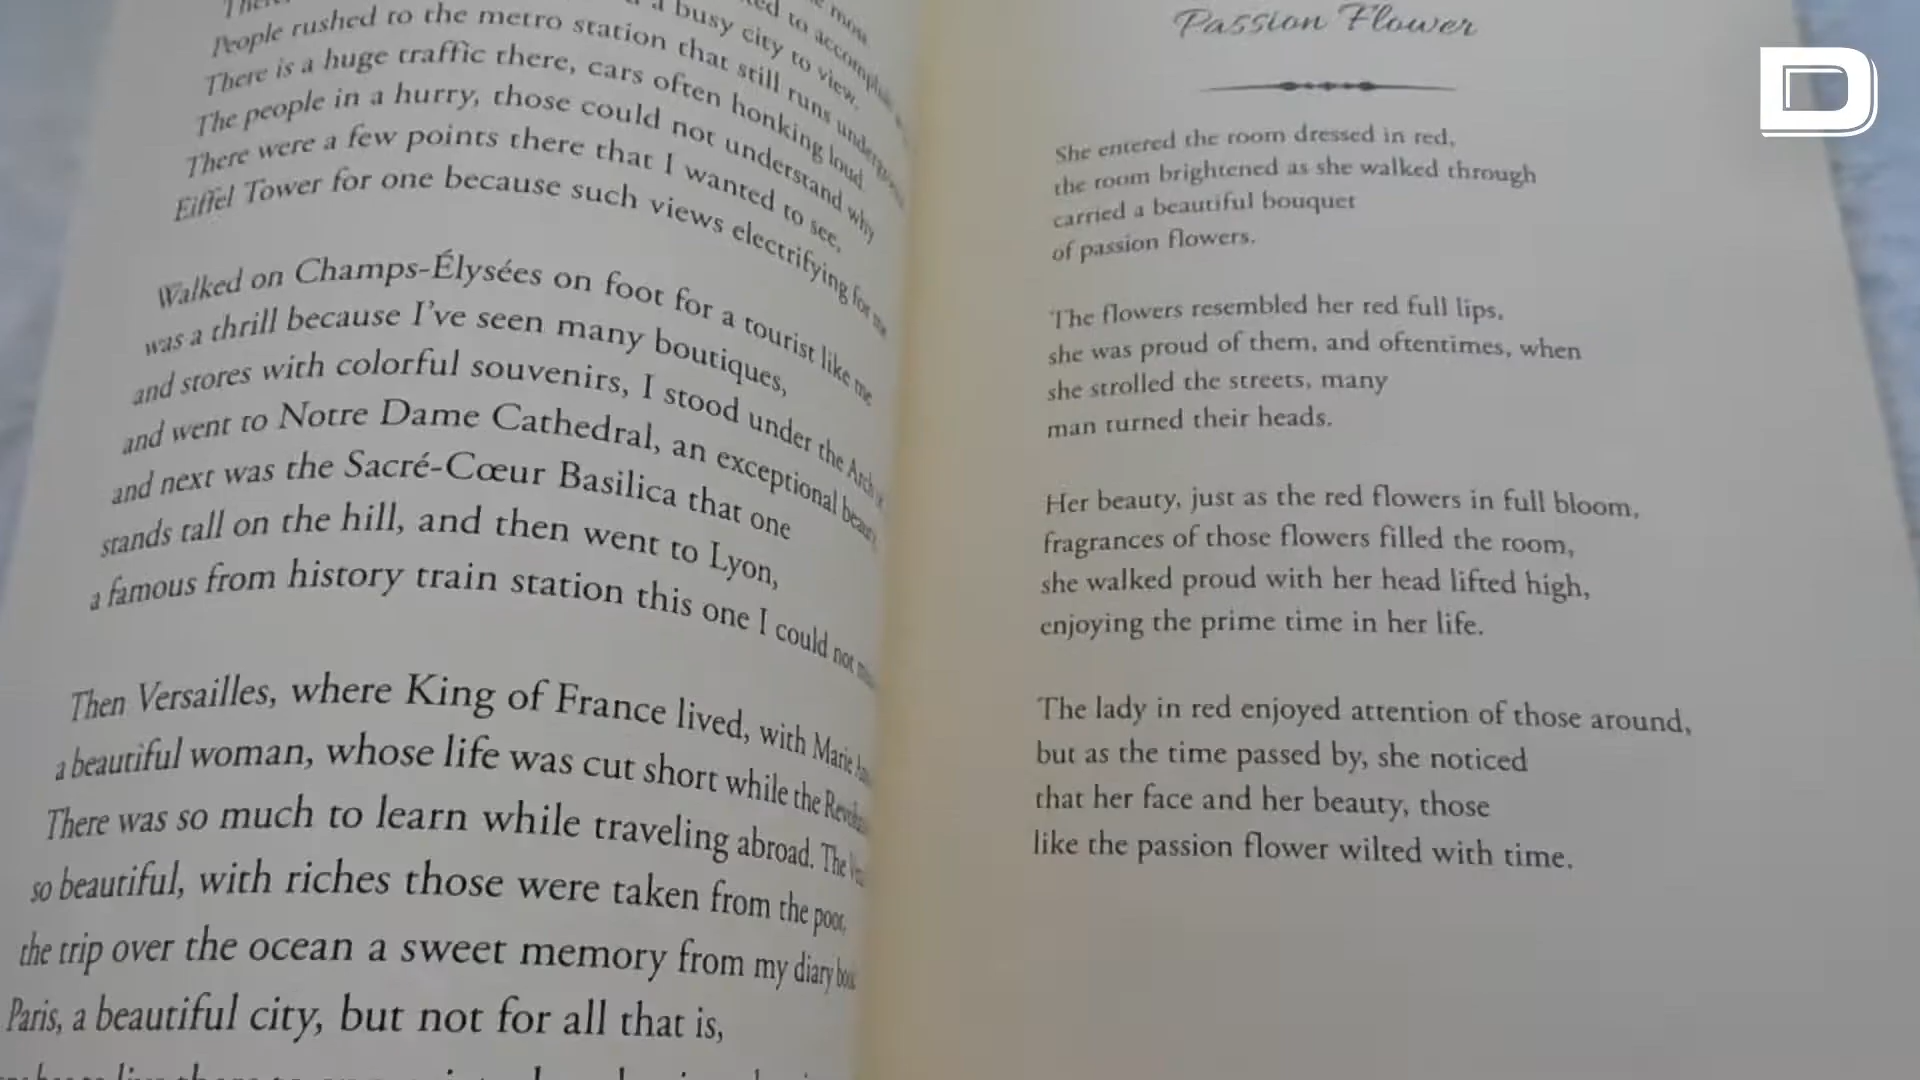 a busy city to view.
People rushed to the metro station that still runs
There is a huge traffic there, cars often honking loud.
The people in a hurry, those could not understand why
There were a few points there that I wanted to see,
Eiffel Tower for one because such views electrifying for me
Walked on Champs-Élysées on foot for a tourist like me
was a thrill because I've seen many boutiques,
and stores with colorful souvenirs, I stood under the Arch
and went to Notre Dame Cathedral, an exceptional beauty,
and next was the Sacré-Cœur Basilica that one
stands tall on the hill, and then went to Lyon,
a famous from history train station this one I could not
Then Versailles, where King of France lived, with Marie
a beautiful woman, whose life was cut short while the
There was so much to learn while traveling abroad. The
so beautiful, with riches those were taken from the poor,
the trip over the ocean a sweet memory from my diary
Paris, a beautiful city, but not for all that is,
Passion Flower
She entered the room dressed in red,
the room brightened as she walked through
carried a beautiful bouquet
of passion flowers.
The flowers resembled her red full lips,
she was proud of them, and oftentimes, when
she strolled the streets, many
man turned their heads.
Her beauty, just as the red flowers in full bloom,
fragrances of those flowers filled the room,
she walked proud with her head lifted high,
enjoying the prime time in her life.
The lady in red enjoyed attention of those around,
but as the time passed by, she noticed
that her face and her beauty, those
like the passion flower wilted with time.
D